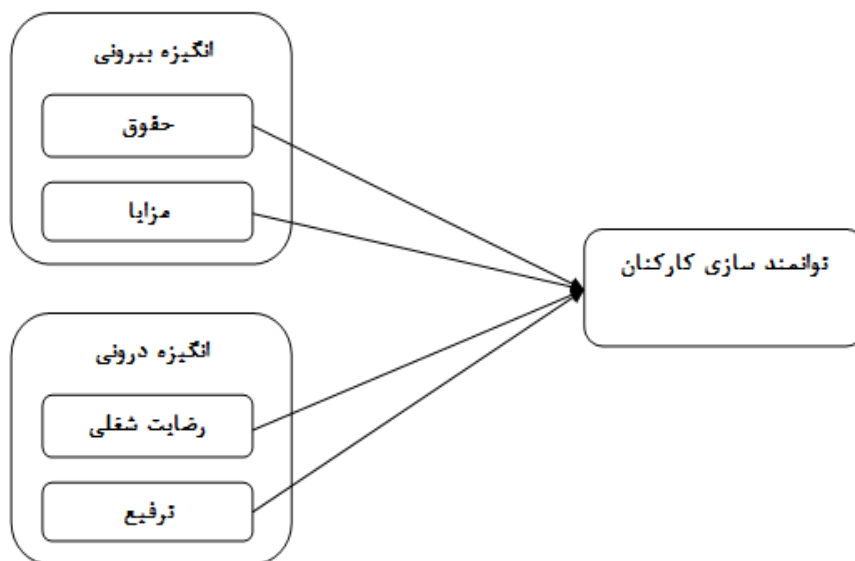 انگیزه بیرونی
حقوق
مزایا
توانمند سازی کارکنان
انگیزه درونی
رضایت شغلی
ترفیع